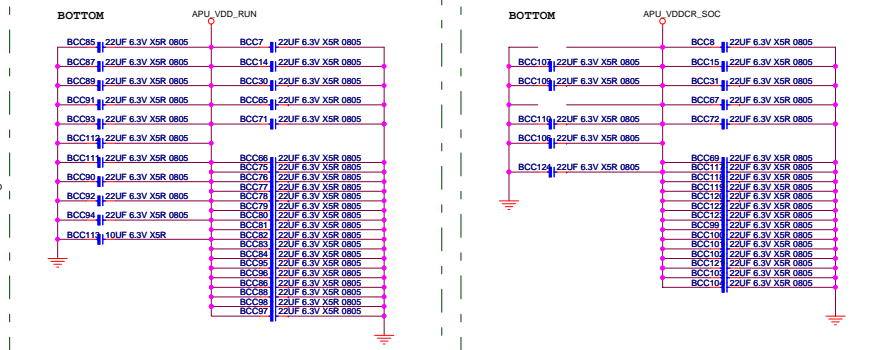 BOTTOM
APU_VDD_RUN
BCC85 22UF 6.3V X5R 0805
BCC87 22UF 6.3V X5R 0805
BCC89 22UF 6.3V X5R 0805
BCC91 22UF 6.3V X5R 0805
BCC93 22UF 6.3V X5R 0805
BCC112 22UF 6.3V X5R 0805
BCC111 22UF 6.3V X5R 0805
BCC90 22UF 6.3V X5R 0805
BCC92 22UF 6.3V X5R 0805
BCC94 22UF 6.3V X5R 0805
BCC113 10UF 6.3V X5R
BCC7 22UF 6.3V X5R 0805
BCC14 22UF 6.3V X5R 0805
BCC30 22UF 6.3V X5R 0805
BCC65 22UF 6.3V X5R 0805
BCC71 22UF 6.3V X5R 0805
BCC66 22UF 6.3V X5R 0805
BCC75 22UF 6.3V X5R 0805
BCC76 22UF 6.3V X5R 0805
BCC77 22UF 6.3V X5R 0805
BCC78 22UF 6.3V X5R 0805
BCC79 22UF 6.3V X5R 0805
BCC80 22UF 6.3V X5R 0805
BCC81 22UF 6.3V X5R 0805
BCC82 22UF 6.3V X5R 0805
BCC83 22UF 6.3V X5R 0805
BCC84 22UF 6.3V X5R 0805
BCC95 22UF 6.3V X5R 0805
BCC96 22UF 6.3V X5R 0805
BCC86 22UF 6.3V X5R 0805
BCC88 22UF 6.3V X5R 0805
BCC98 22UF 6.3V X5R 0805
BCC97 22UF 6.3V X5R 0805
BOTTOM
APU_VDDCR_SOC
BCC107 22UF 6.3V X5R 0805
BCC109 22UF 6.3V X5R 0805
BCC110 22UF 6.3V X5R 0805
BCC106 22UF 6.3V X5R 0805
BCC124 22UF 6.3V X5R 0805
BCC8 22UF 6.3V X5R 0805
BCC15 22UF 6.3V X5R 0805
BCC31 22UF 6.3V X5R 0805
BCC67 22UF 6.3V X5R 0805
BCC72 22UF 6.3V X5R 0805
BCC69 22UF 6.3V X5R 0805
BCC117 22UF 6.3V X5R 0805
BCC118 22UF 6.3V X5R 0805
BCC119 22UF 6.3V X5R 0805
BCC120 22UF 6.3V X5R 0805
BCC122 22UF 6.3V X5R 0805
BCC123 22UF 6.3V X5R 0805
BCC99 22UF 6.3V X5R 0805
BCC100 22UF 6.3V X5R 0805
BCC101 22UF 6.3V X5R 0805
BCC102 22UF 6.3V X5R 0805
BCC121 22UF 6.3V X5R 0805
BCC103 22UF 6.3V X5R 0805
BCC104 22UF 6.3V X5R 0805